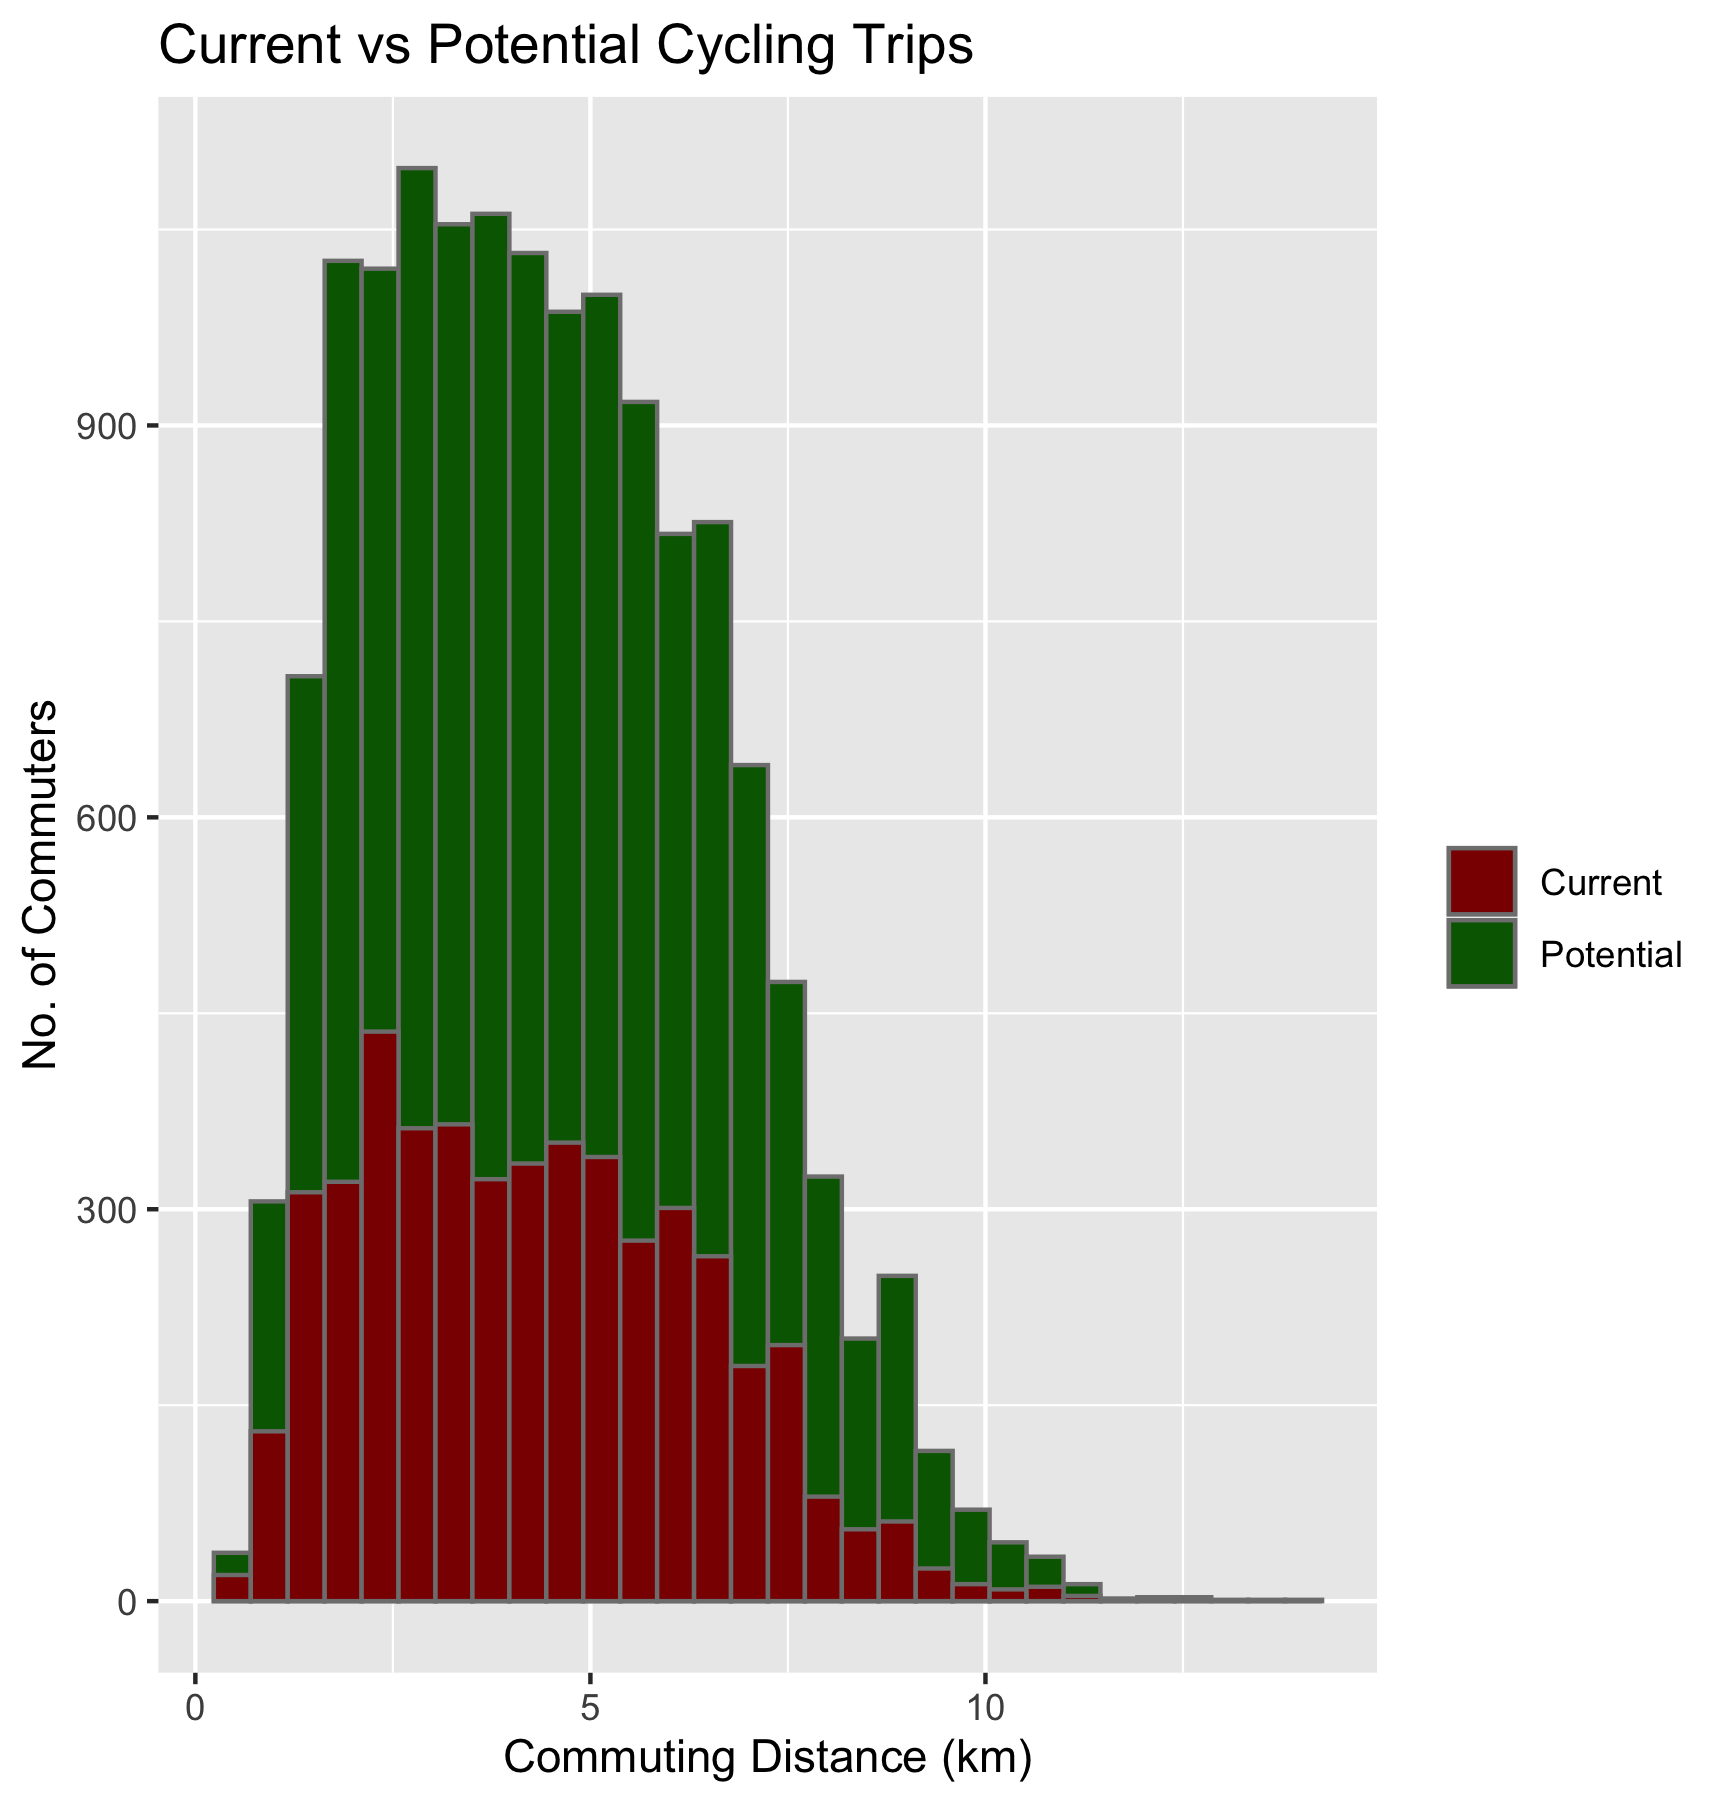 Current vs Potential Cycling Trips
900
600
300
0
No. of Commuters
0 5 10
Commuting Distance (km)
Current
Potential